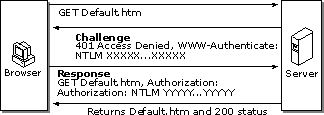 GET Default.htm
Challenge
401 Access Denied, WWW-Authenticate:
NTLM XXXXX...XXXXX
Browser
Server
Response
GET Default.htm, Authorization:
Authorization: NTLM YYYYY...YYYYY
Returns Default.htm and 200 status